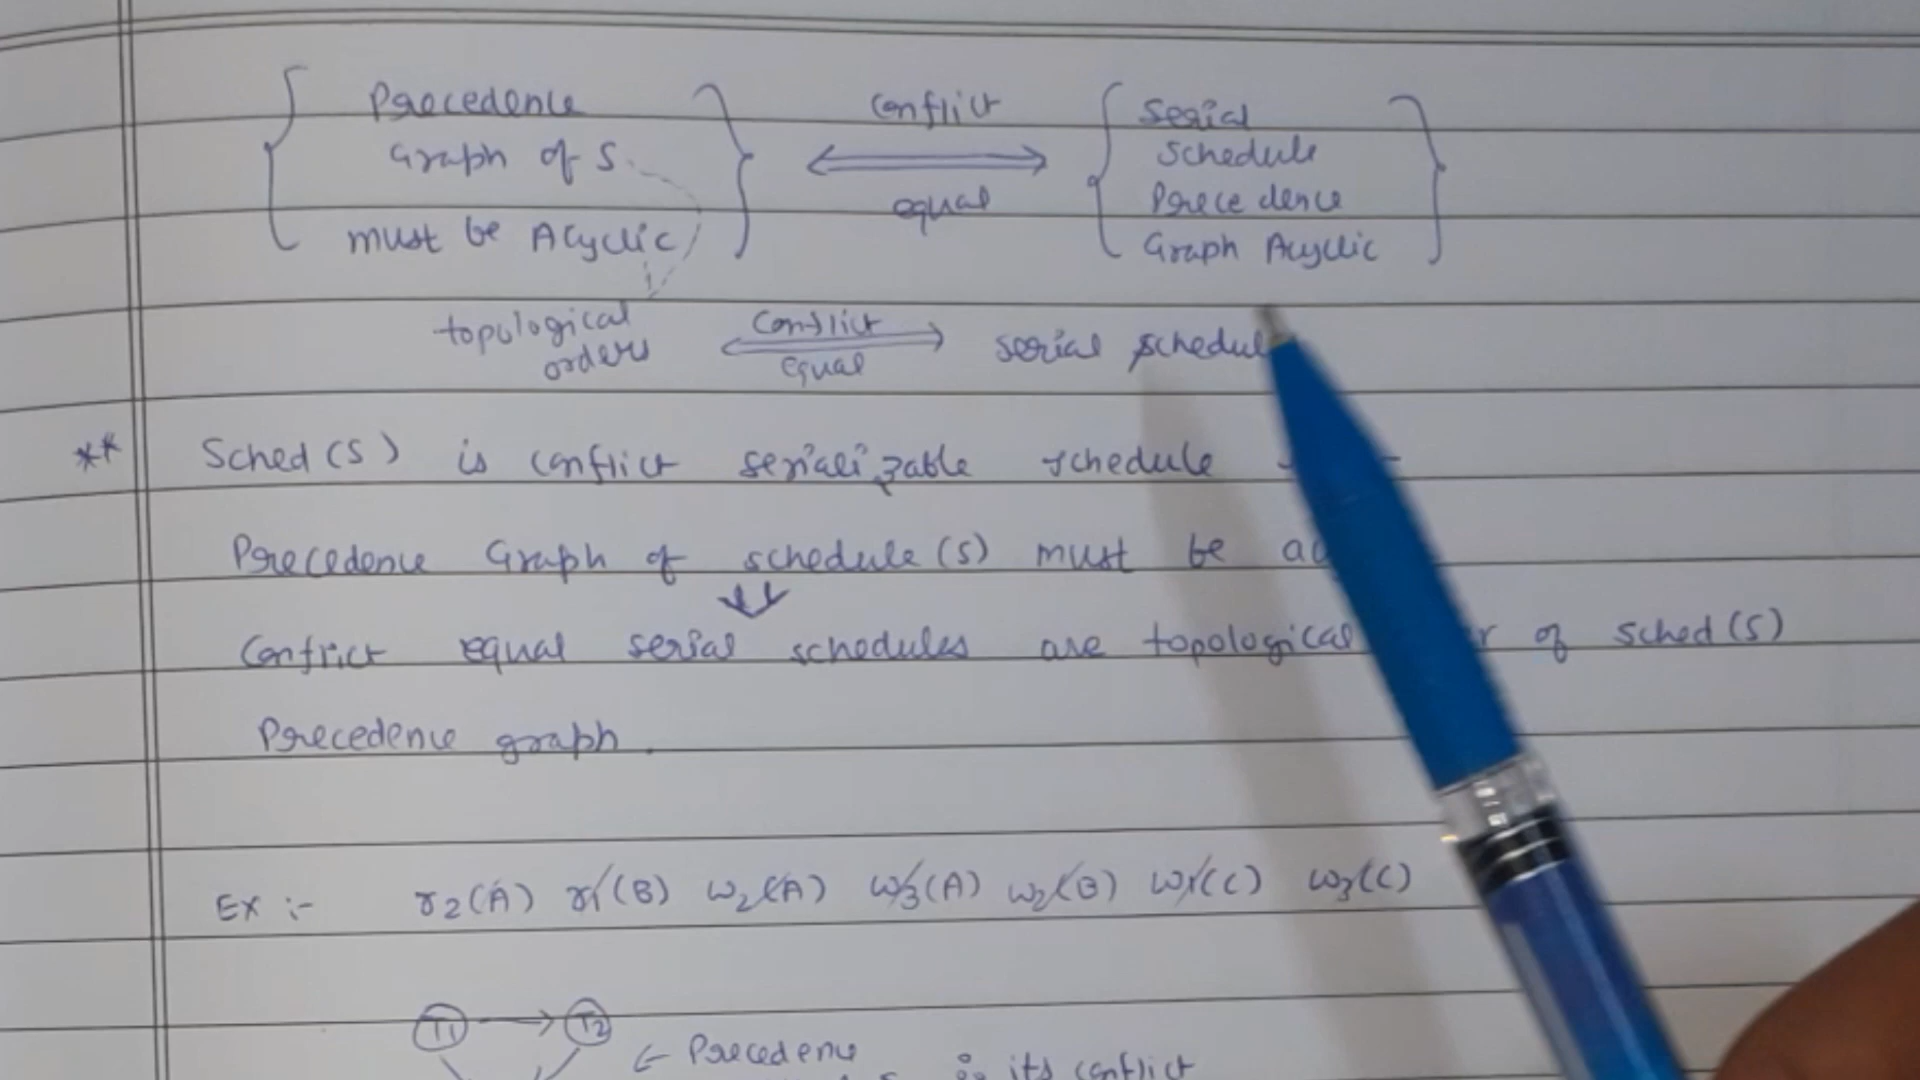 Precedence
Graph of S
must be Acyclic
Conflict
equal
Serial
Schedule
Precedence
Graph Acyclic
topological
orders
Conflict
equal
serial schedul
** Sched (S) is conflict serializable schedule
Precedence Graph of schedule (S) must be
Confrict equal serial schedules are topological of sched (S)
Precedence graph.
Ex :- r2(A) r1(B) w2(A) w3(A) w2(B) w1(C) w3(C)
T1 → T2
← Precedence
∴ its conflict